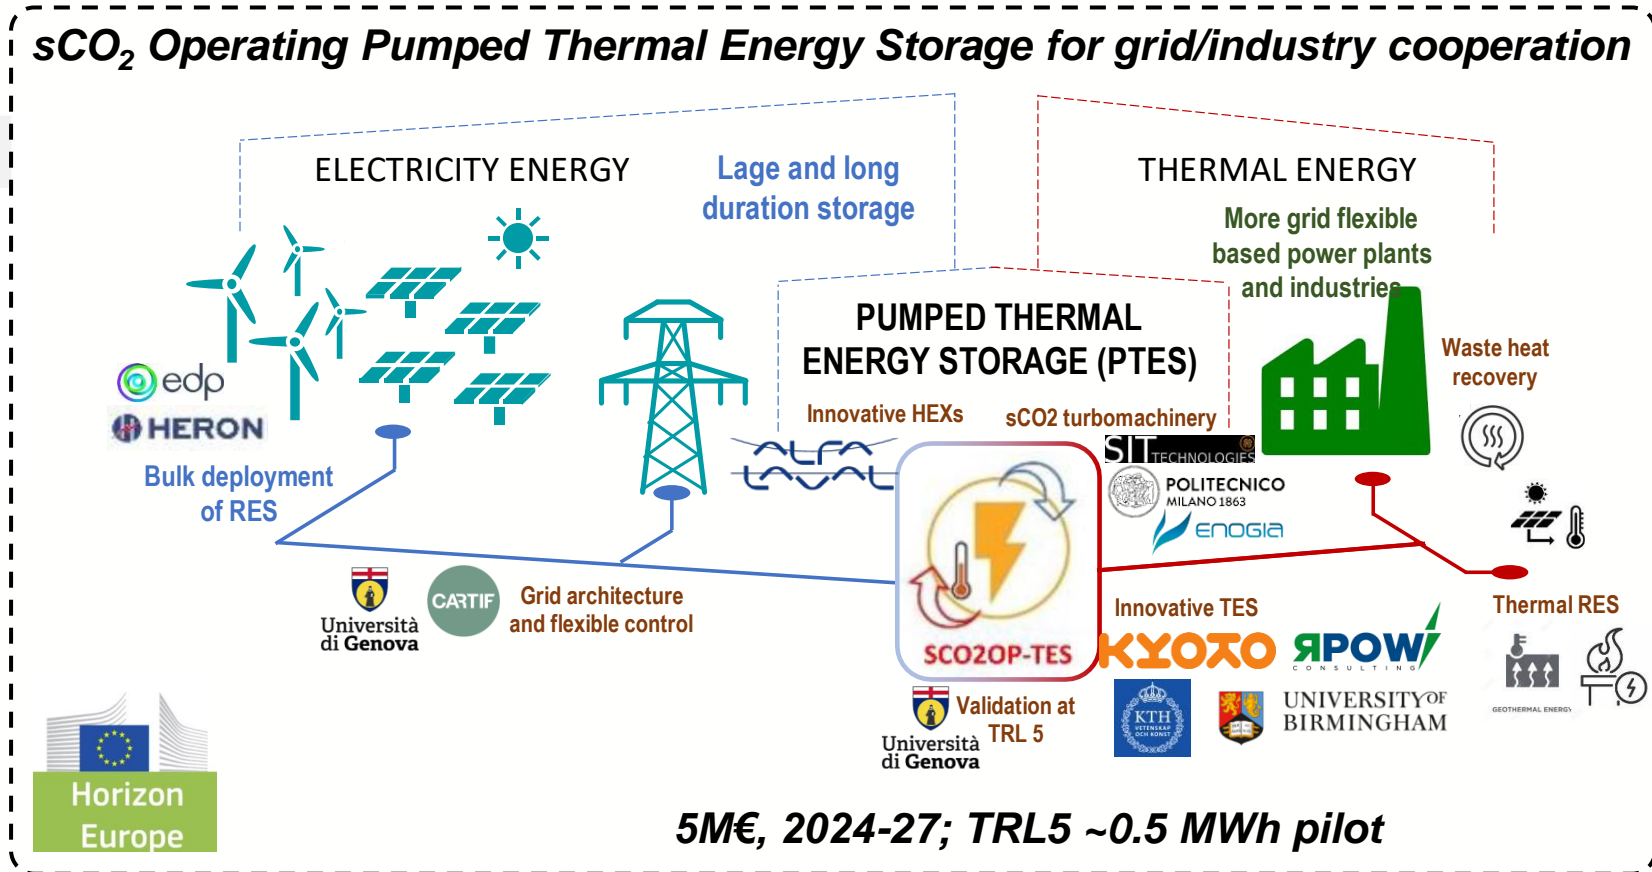 sCO2 Operating Pumped Thermal Energy Storage for grid/industry cooperation
ELECTRICITY ENERGY
Lage and long
duration storage
THERMAL ENERGY
More grid flexible
based power plants
and industries
PUMPED THERMAL
ENERGY STORAGE (PTES)
Waste heat
recovery
edp
HERON
Innovative HEXs
sCO2 turbomachinery
ALFA
LAVAL
SIT
TECHNOLOGIES
POLITECNICO
MILANO 1863
ENOGIA
Bulk deployment
of RES
Università
di Genova
CARTIF
Grid architecture
and flexible control
SCO2OP-TES
Innovative TES
KYOTO
RPOW
CONSULTING
Thermal RES
Università
di Genova
Validation at
TRL 5
KTH
VETENSKAP
OCH KONST
UNIVERSITY OF
BIRMINGHAM
GEOTHERMAL ENERGY
Horizon
Europe
5M€, 2024-27; TRL5 ~0.5 MWh pilot